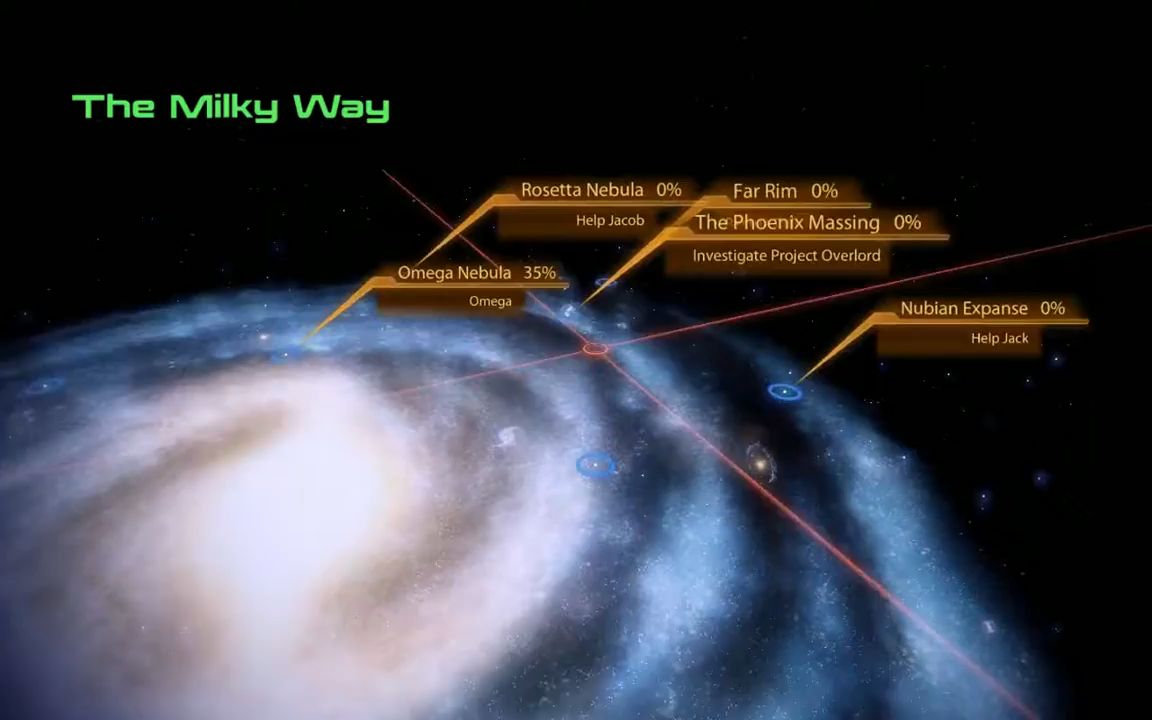 The Milky Way
Rosetta Nebula 0%
Help Jacob
Far Rim 0%
The Phoenix Massing 0%
Investigate Project Overlord
Omega Nebula 35%
Omega
Nubian Expanse 0%
Help Jack